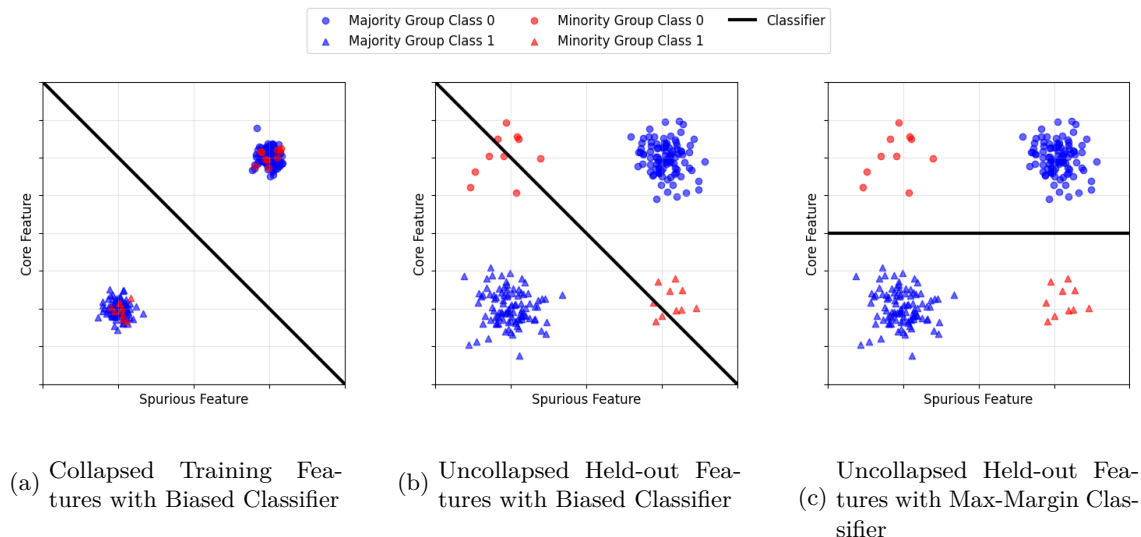 Majority Group Class 0
Minority Group Class 0
Classifier
Majority Group Class 1
Minority Group Class 1
Core Feature
Spurious Feature
Core Feature
Spurious Feature
Core Feature
Spurious Feature
(a) Collapsed Training Fea-
tures with Biased Classifier
(b) Uncollapsed Held-out Fea-
tures with Biased Classifier
(c) Uncollapsed Held-out Fea-
tures with Max-Margin Clas-
sifier